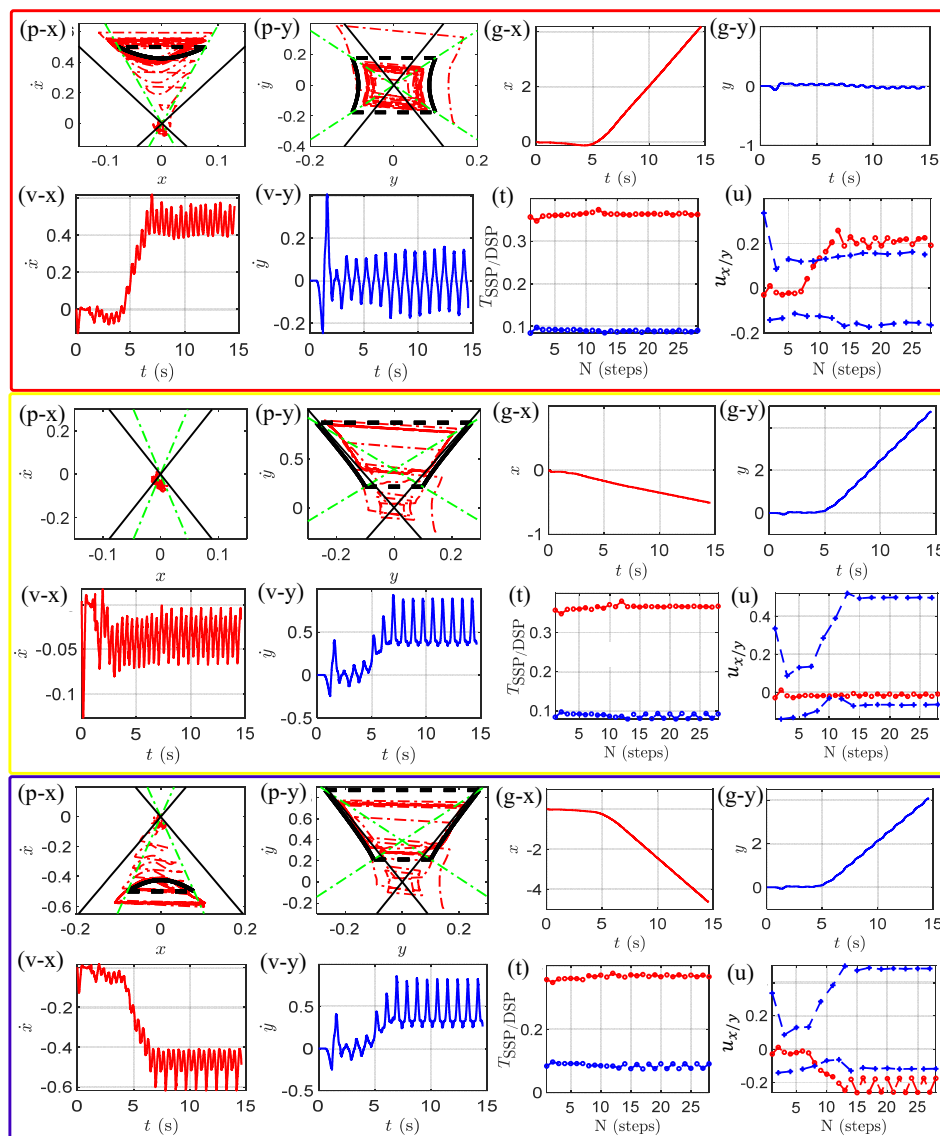 (p-x) (p-y) (g-x) (g-y)
ẋ 0.4 0.2 0 -0.1 0 0.1 x
ẏ 0.4 0.2 0 -0.2 -0.4 -0.2 0 0.2 y
x 2 0 0 5 10 15 t (s)
y 1 0 -1 0 5 10 15 t (s)
(v-x) (v-y) (t) (u)
ẋ 0.4 0.2 0 0 5 10 15 t (s)
ẏ 0.2 0 -0.2 0 5 10 15 t (s)
T_SSP/DSP 0.3 0.2 0.1 5 10 15 20 25 N (steps)
u_x/y 0.2 0 -0.2 5 10 15 20 25 N (steps)
(p-x) (p-y) (g-x) (g-y)
ẋ 0.2 0 -0.2 -0.1 0 0.1 x
ẏ 0.5 0 -0.2 0 0.2 y
x 0 -1 0 5 10 15 t (s)
y 4 2 0 0 5 10 15 t (s)
(v-x) (v-y) (t) (u)
ẋ -0.05 -0.1 0 5 10 15 t (s)
ẏ 0.5 0 -0.5 0 5 10 15 t (s)
T_SSP/DSP 0.3 0.2 0.1 5 10 15 20 25 N (steps)
u_x/y 0.4 0.2 0 5 10 15 20 25 N (steps)
(p-x) (p-y) (g-x) (g-y)
ẋ 0 -0.2 -0.4 -0.6 -0.2 0 0.2 x
ẏ 0.8 0.6 0.4 0.2 0 -0.2 -0.2 0 0.2 y
x -2 -4 0 5 10 15 t (s)
y 4 2 0 0 5 10 15 t (s)
(v-x) (v-y) (t) (u)
ẋ 0 -0.2 -0.4 -0.6 0 5 10 15 t (s)
ẏ 1 0.5 0 -0.5 0 5 10 15 t (s)
T_SSP/DSP 0.2 0 5 10 15 20 25 N (steps)
u_x/y 0.4 0.2 0 -0.2 5 10 15 20 25 N (steps)